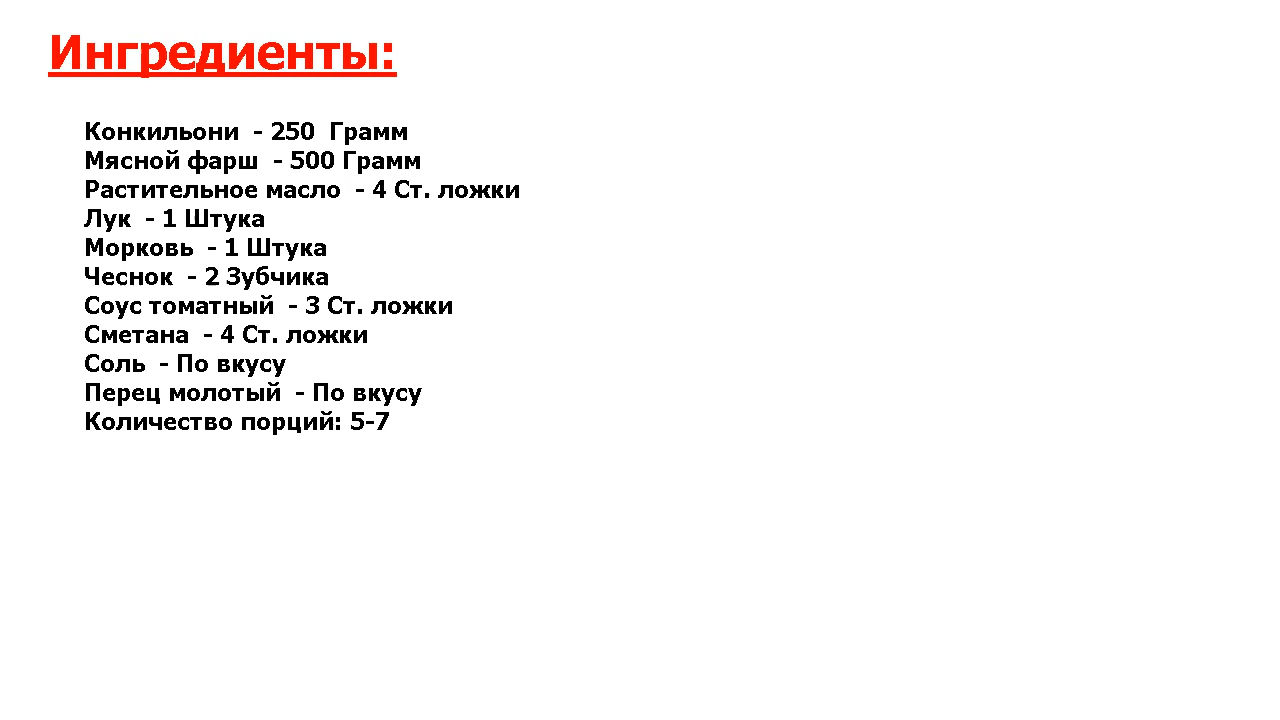 Ингредиенты:
Конкильони  - 250  Грамм
Мясной фарш  - 500 Грамм
Растительное масло  - 4 Ст. ложки
Лук  - 1 Штука
Морковь  - 1 Штука
Чеснок  - 2 Зубчика
Соус томатный  - 3 Ст. ложки
Сметана  - 4 Ст. ложки
Соль  - По вкусу
Перец молотый  - По вкусу
Количество порций: 5-7